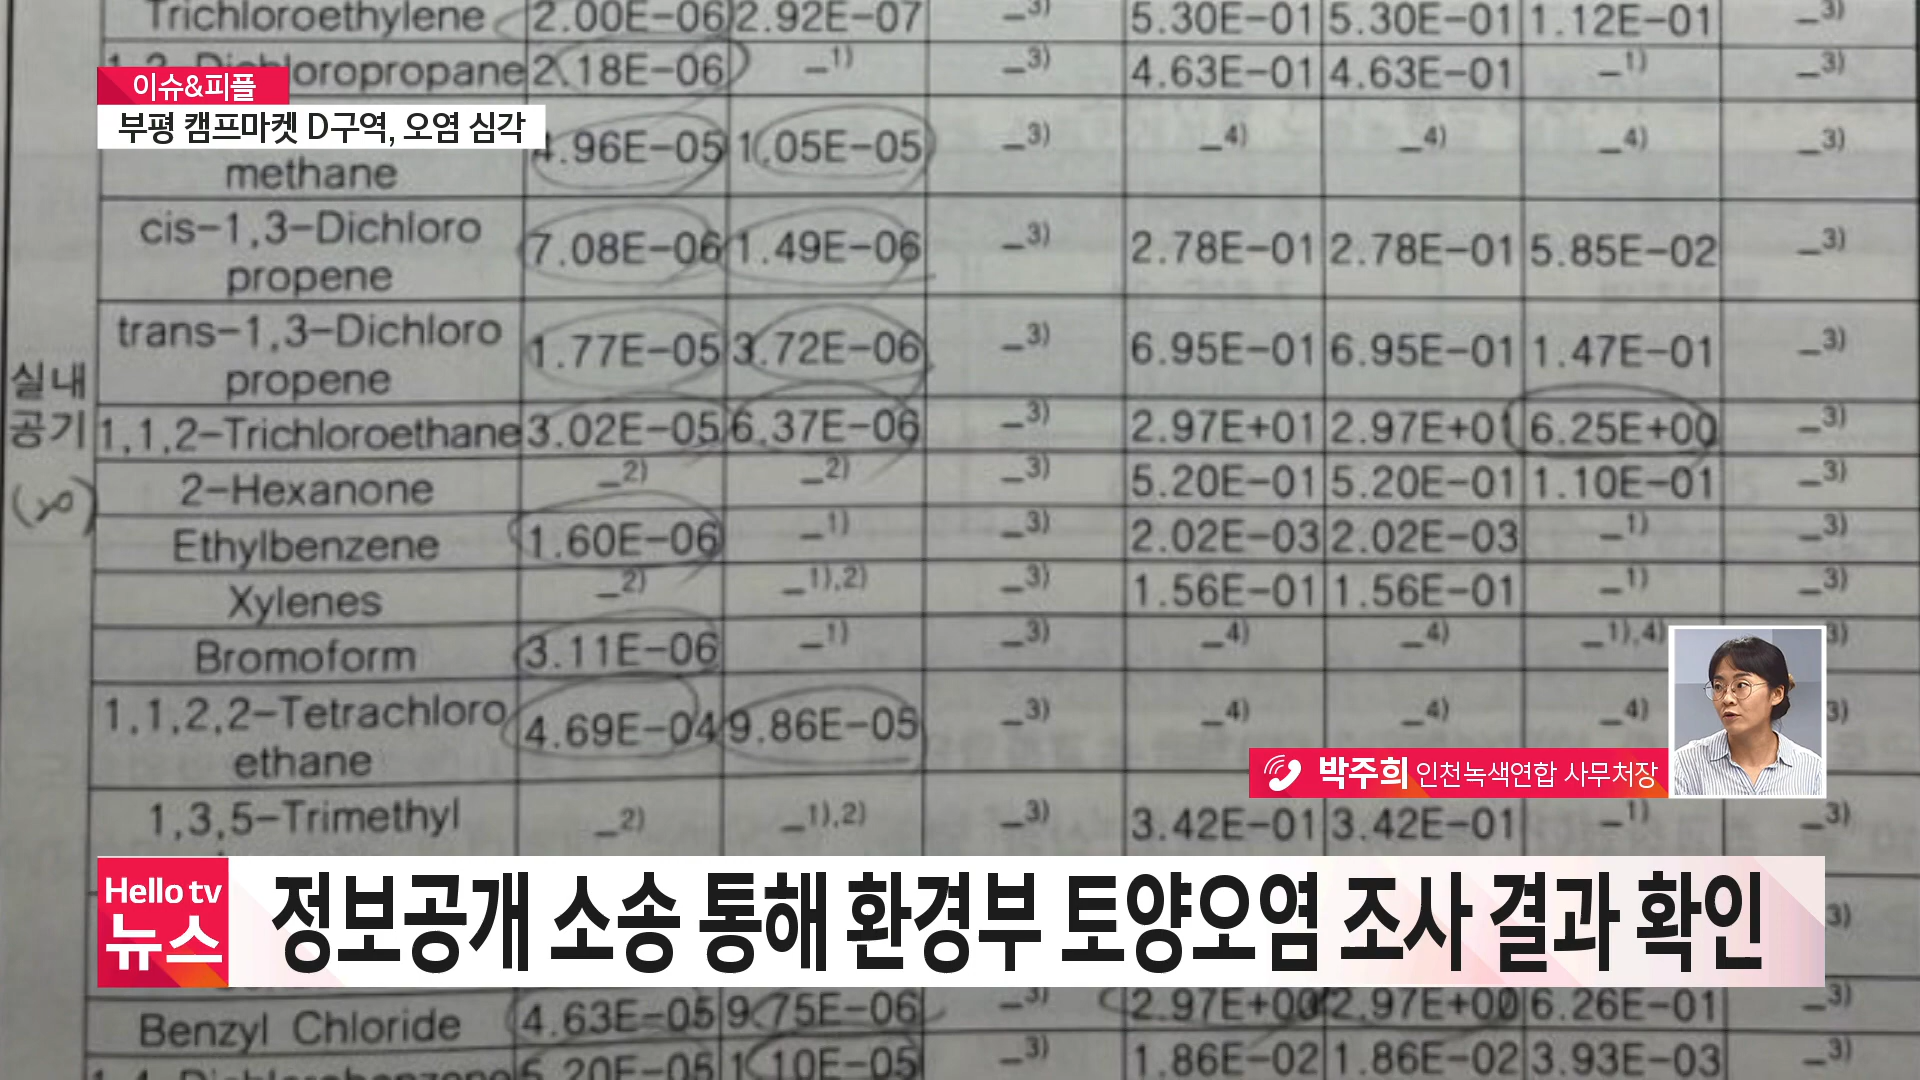 Trichloroethylene 2.00E-06 2.92E-07 -3) 5.30E-01 5.30E-01 1.12E-01 -3)
loropropane 2.18E-06 -1) -3) 4.63E-01 4.63E-01 -1) -3)
이슈&피플
부평 캠프마켓 D구역, 오염 심각
methane 4.96E-05 1.05E-05 -3) -4) -4) -4) -3)
cis-1,3-Dichloro
propene 7.08E-06 1.49E-06 -3) 2.78E-01 2.78E-01 5.85E-02 -3)
trans-1,3-Dichloro
propene 1.77E-05 3.72E-06 -3) 6.95E-01 6.95E-01 1.47E-01 -3)
실내
공기
1,1,2-Trichloroethane 3.02E-05 6.37E-06 -3) 2.97E+01 2.97E+01 6.25E+00 -3)
2-Hexanone -2) -2) -3) 5.20E-01 5.20E-01 1.10E-01 -3)
Ethylbenzene 1.60E-06 -1) -3) 2.02E-03 2.02E-03 -1) -3)
Xylenes -2) -1),2) -3) 1.56E-01 1.56E-01 -1) -3)
Bromoform 3.11E-06 -1) -3) -4) -4) -1),4) 3)
1,1,2,2-Tetrachloro
ethane 4.69E-04 9.86E-05 -3) -4) -4) -4) 3)
박주희 인천녹색연합 사무처장
1,3,5-Trimethyl -2) -1),2) -3) 3.42E-01 3.42E-01 -1) -3)
Hello tv
뉴스
정보공개 소송 통해 환경부 토양오염 조사 결과 확인
3)
Benzyl Chloride 4.63E-05 9.75E-06 -3) 2.97E+00 2.97E+00 6.26E-01 -3)
5.20E-05 1.10E-05 -3) 1.86E-02 1.86E-02 3.93E-03 -3)